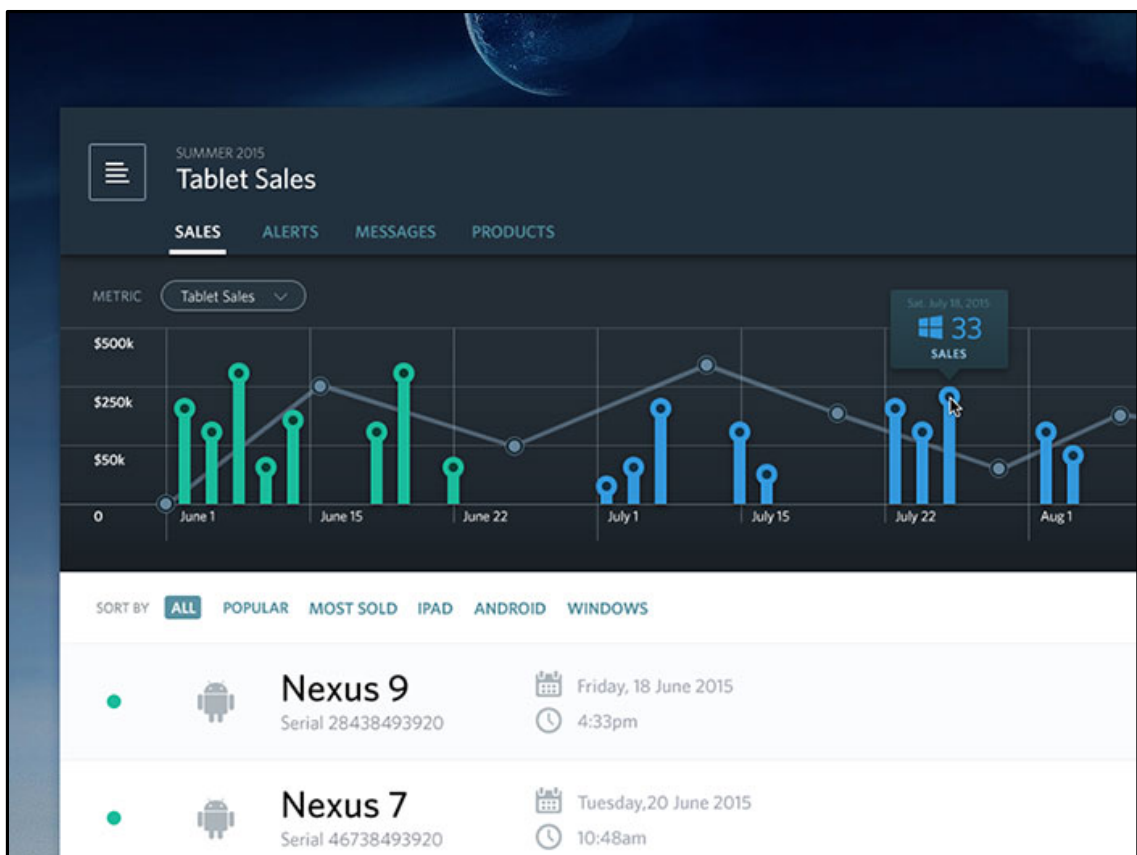 SUMMER 2015
Tablet Sales
SALES ALERTS MESSAGES PRODUCTS
METRIC Tablet Sales
Sat. July 18, 2015
33
SALES
$500k
$250k
$50k
0 June 1 June 15 June 22 July 1 July 15 July 22 Aug 1
SORT BY ALL POPULAR MOST SOLD IPAD ANDROID WINDOWS
Nexus 9 Friday, 18 June 2015
Serial 28438493920 4:33pm
Nexus 7 Tuesday,20 June 2015
Serial 46738493920 10:48am